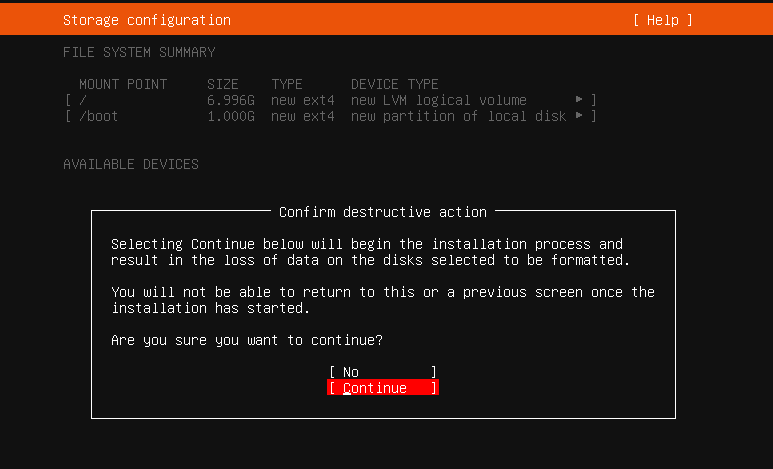 Storage configuration [ Help ]
FILE SYSTEM SUMMARY
MOUNT POINT SIZE TYPE DEVICE TYPE
[ / 6.996G new ext4 new LVM logical volume ▸ ]
[ /boot 1.000G new ext4 new partition of local disk ▸ ]
AVAILABLE DEVICES
Confirm destructive action
Selecting Continue below will begin the installation process and
result in the loss of data on the disks selected to be formatted.
You will not be able to return to this or a previous screen once the
installation has started.
Are you sure you want to continue?
[ No ]
[ Continue ]